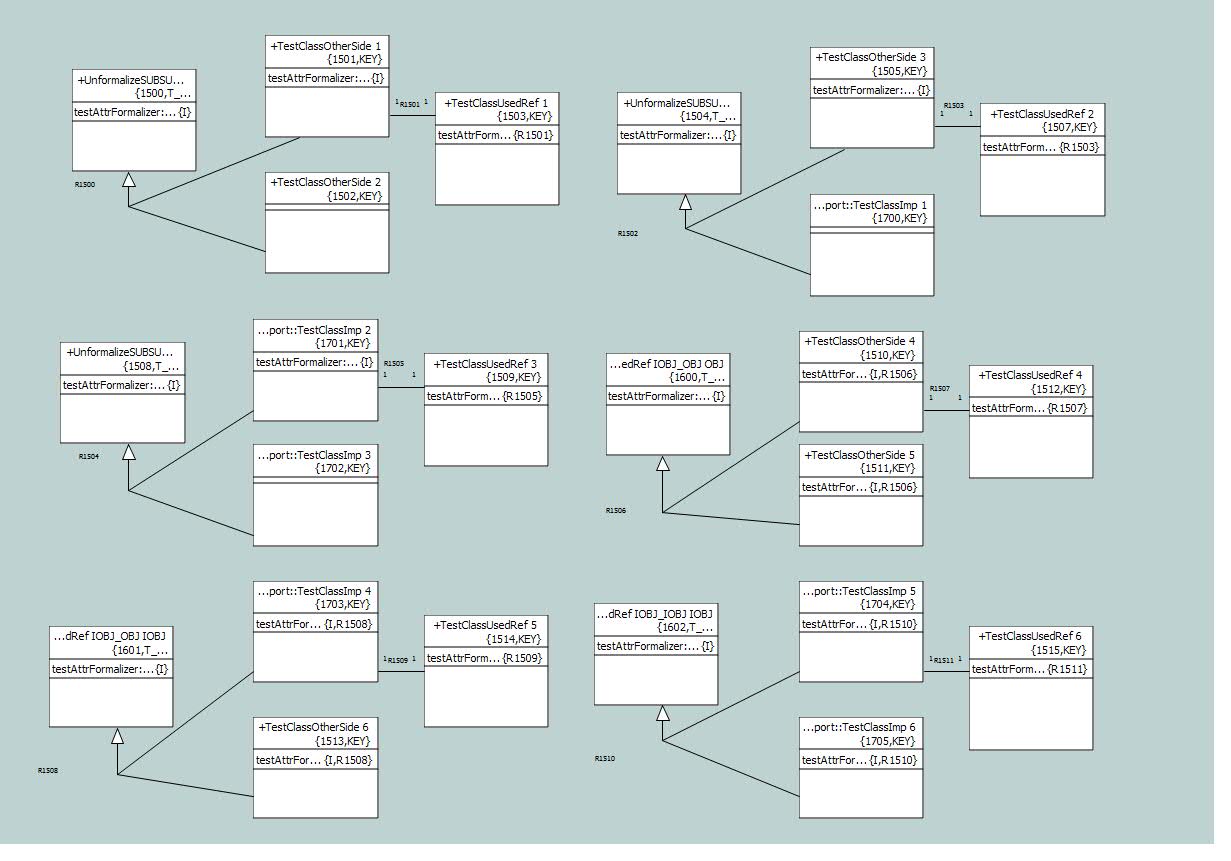 +UnformalizeSUBSU...
{1500,T_...
testAttrFormalizer:...{I}
R1500
+TestClassOtherSide 1
{1501,KEY}
testAttrFormalizer:...{I}
1 R1501 1
+TestClassUsedRef 1
{1503,KEY}
testAttrForm... {R1501}
+TestClassOtherSide 2
{1502,KEY}
+UnformalizeSUBSU...
{1504,T_...
testAttrFormalizer:...{I}
R1502
+TestClassOtherSide 3
{1505,KEY}
testAttrFormalizer:...{I}
R1503
1 1
+TestClassUsedRef 2
{1507,KEY}
testAttrForm... {R1503}
...port::TestClassImp 1
{1700,KEY}
+UnformalizeSUBSU...
{1508,T_...
testAttrFormalizer:...{I}
R1504
...port::TestClassImp 2
{1701,KEY}
testAttrFormalizer:...{I}
R1505
1 1
+TestClassUsedRef 3
{1509,KEY}
testAttrForm... {R1505}
...port::TestClassImp 3
{1702,KEY}
...edRef IOBJ_OBJ OBJ
{1600,T_...
testAttrFormalizer:...{I}
R1506
+TestClassOtherSide 4
{1510,KEY}
testAttrFor... {I,R1506}
R1507
1 1
+TestClassUsedRef 4
{1512,KEY}
testAttrForm... {R1507}
+TestClassOtherSide 5
{1511,KEY}
testAttrFor... {I,R1506}
...dRef IOBJ_OBJ IOBJ
{1601,T_...
testAttrFormalizer:...{I}
R1508
...port::TestClassImp 4
{1703,KEY}
testAttrFor... {I,R1508}
1 R1509 1
+TestClassUsedRef 5
{1514,KEY}
testAttrForm... {R1509}
+TestClassOtherSide 6
{1513,KEY}
testAttrFor... {I,R1508}
...dRef IOBJ_IOBJ IOBJ
{1602,T_...
testAttrFormalizer:...{I}
R1510
...port::TestClassImp 5
{1704,KEY}
testAttrFor... {I,R1510}
1 R1511 1
+TestClassUsedRef 6
{1515,KEY}
testAttrForm... {R1511}
...port::TestClassImp 6
{1705,KEY}
testAttrFor... {I,R1510}